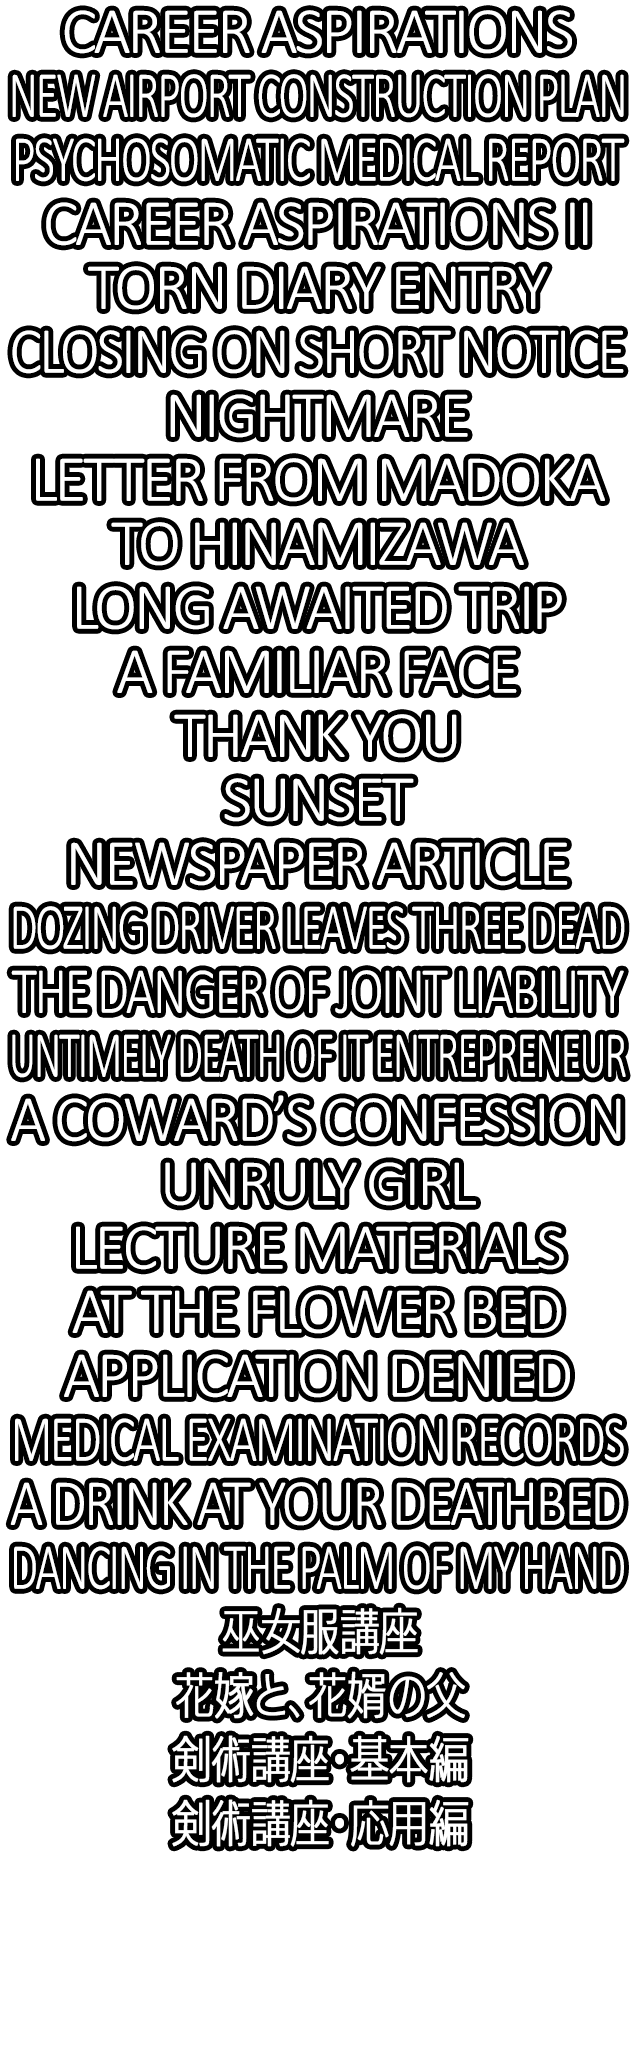 CAREER ASPIRATIONS
NEW AIRPORT CONSTRUCTION PLAN
PSYCHOSOMATIC MEDICAL REPORT
CAREER ASPIRATIONS II
TORN DIARY ENTRY
CLOSING ON SHORT NOTICE
NIGHTMARE
LETTER FROM MADOKA
TO HINAMIZAWA
LONG AWAITED TRIP
A FAMILIAR FACE
THANK YOU
SUNSET
NEWSPAPER ARTICLE
DOZING DRIVER LEAVES THREE DEAD
THE DANGER OF JOINT LIABILITY
UNTIMELY DEATH OF IT ENTREPRENEUR
A COWARD’S CONFESSION
UNRULY GIRL
LECTURE MATERIALS
AT THE FLOWER BED
APPLICATION DENIED
MEDICAL EXAMINATION RECORDS
A DRINK AT YOUR DEATHBED
DANCING IN THE PALM OF MY HAND
巫女服講座
花嫁と、花婿の父
剣術講座・基本編
剣術講座・応用編